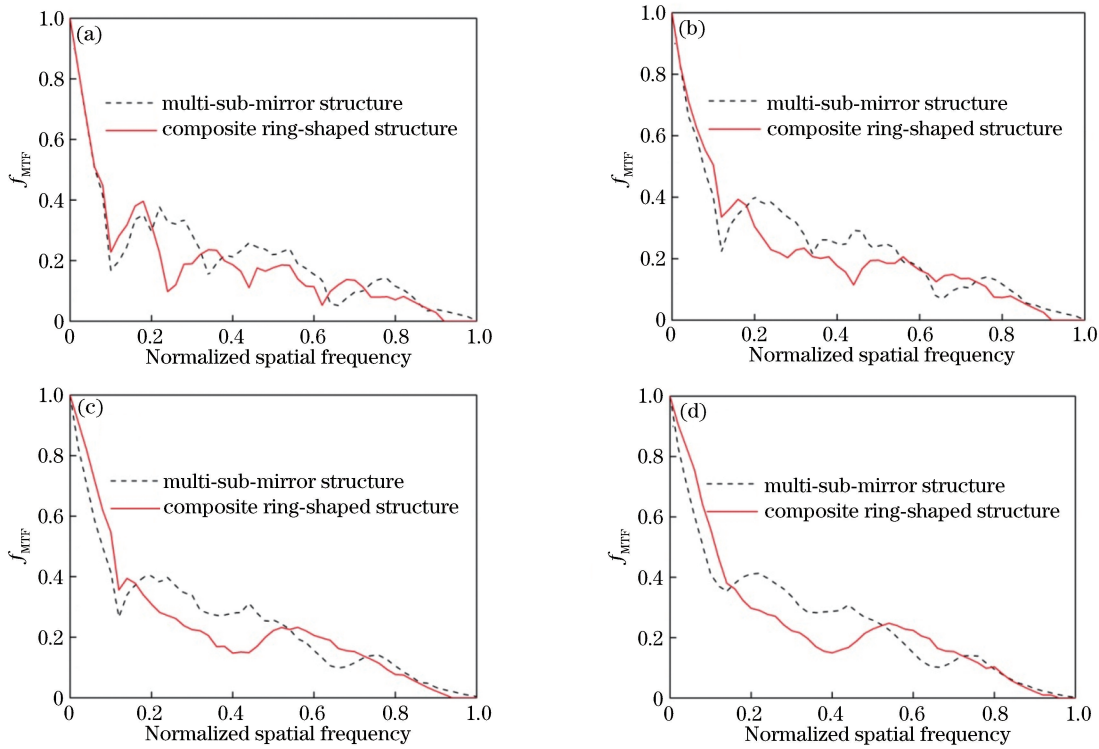 (a)
1.0
0.8
0.6
0.4
0.2
0
f_MTF
multi-sub-mirror structure
composite ring-shaped structure
0 0.2 0.4 0.6 0.8 1.0
Normalized spatial frequency
(b)
1.0
0.8
0.6
0.4
0.2
0
f_MTF
multi-sub-mirror structure
composite ring-shaped structure
0 0.2 0.4 0.6 0.8 1.0
Normalized spatial frequency
(c)
1.0
0.8
0.6
0.4
0.2
0
f_MTF
multi-sub-mirror structure
composite ring-shaped structure
0 0.2 0.4 0.6 0.8 1.0
Normalized spatial frequency
(d)
1.0
0.8
0.6
0.4
0.2
0
f_MTF
multi-sub-mirror structure
composite ring-shaped structure
0 0.2 0.4 0.6 0.8 1.0
Normalized spatial frequency